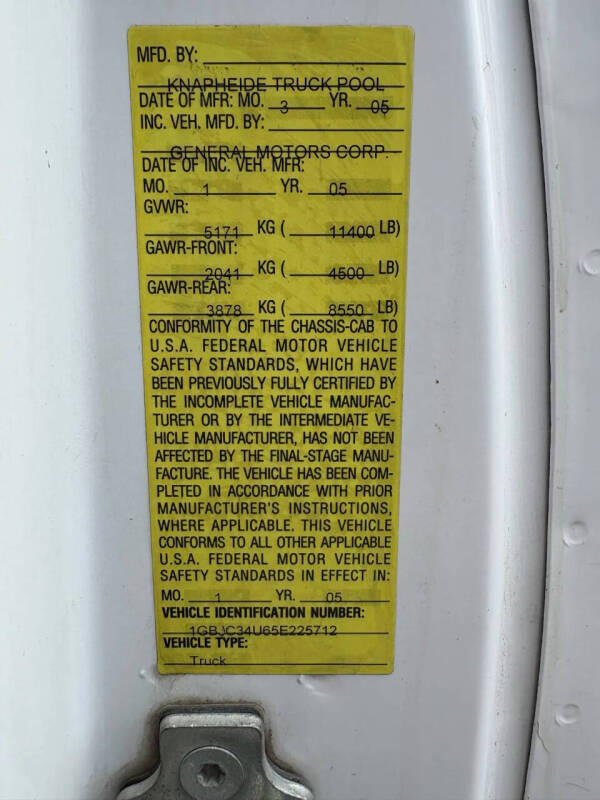 MFD. BY:
KNAPHEIDE TRUCK POOL
DATE OF MFR: MO. 3 YR. 05
INC. VEH. MFD. BY:
GENERAL MOTORS CORP.
DATE OF INC. VEH. MFR:
MO. 1 YR. 05
GVWR:
5171 KG ( 11400 LB)
GAWR-FRONT:
2041 KG ( 4500 LB)
GAWR-REAR:
3878 KG ( 8550 LB)
CONFORMITY OF THE CHASSIS-CAB TO
U.S.A. FEDERAL MOTOR VEHICLE
SAFETY STANDARDS, WHICH HAVE
BEEN PREVIOUSLY FULLY CERTIFIED BY
THE INCOMPLETE VEHICLE MANUFAC-
TURER OR BY THE INTERMEDIATE VE-
HICLE MANUFACTURER, HAS NOT BEEN
AFFECTED BY THE FINAL-STAGE MANU-
FACTURE. THE VEHICLE HAS BEEN COM-
PLETED IN ACCORDANCE WITH PRIOR
MANUFACTURER'S INSTRUCTIONS,
WHERE APPLICABLE. THIS VEHICLE
CONFORMS TO ALL OTHER APPLICABLE
U.S.A. FEDERAL MOTOR VEHICLE
SAFETY STANDARDS IN EFFECT IN:
MO. 1 YR. 05
VEHICLE IDENTIFICATION NUMBER:
1GBJC34U65E225712
VEHICLE TYPE:
Truck